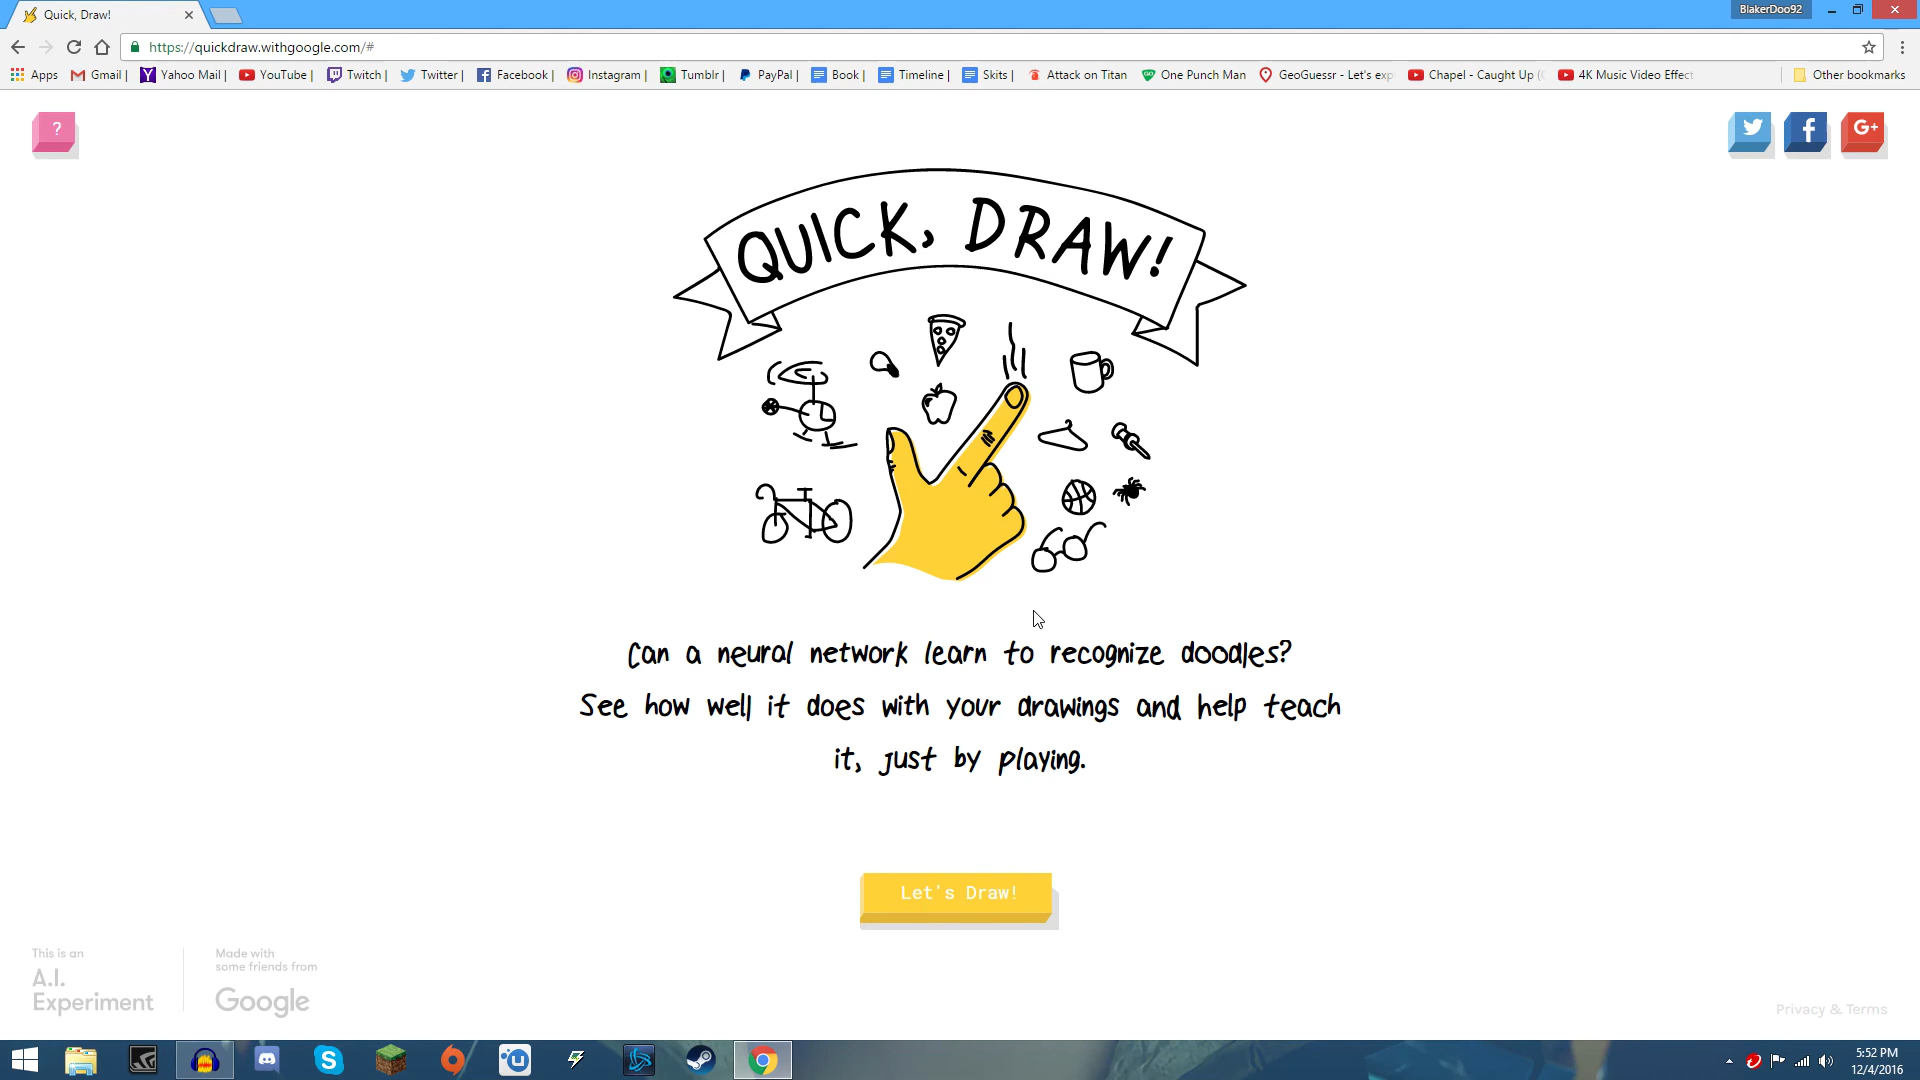 Quick, Draw!
BlakerDoo92
https://quickdraw.withgoogle.com/#
Apps Gmail | Yahoo Mail | YouTube | Twitch | Twitter | Facebook | Instagram | Tumblr | PayPal | Book | Timeline | Skits | Attack on Titan One Punch Man GeoGuessr - Let's exp Chapel - Caught Up ( 4K Music Video Effect Other bookmarks
?
G+
QUICK, DRAW!
Can a neural network learn to recognize doodles?
See how well it does with your drawings and help teach
it, just by playing.
Let's Draw!
This is an
A.I.
Experiment
Made with
some friends from
Google
Privacy & Terms
5:52 PM
12/4/2016